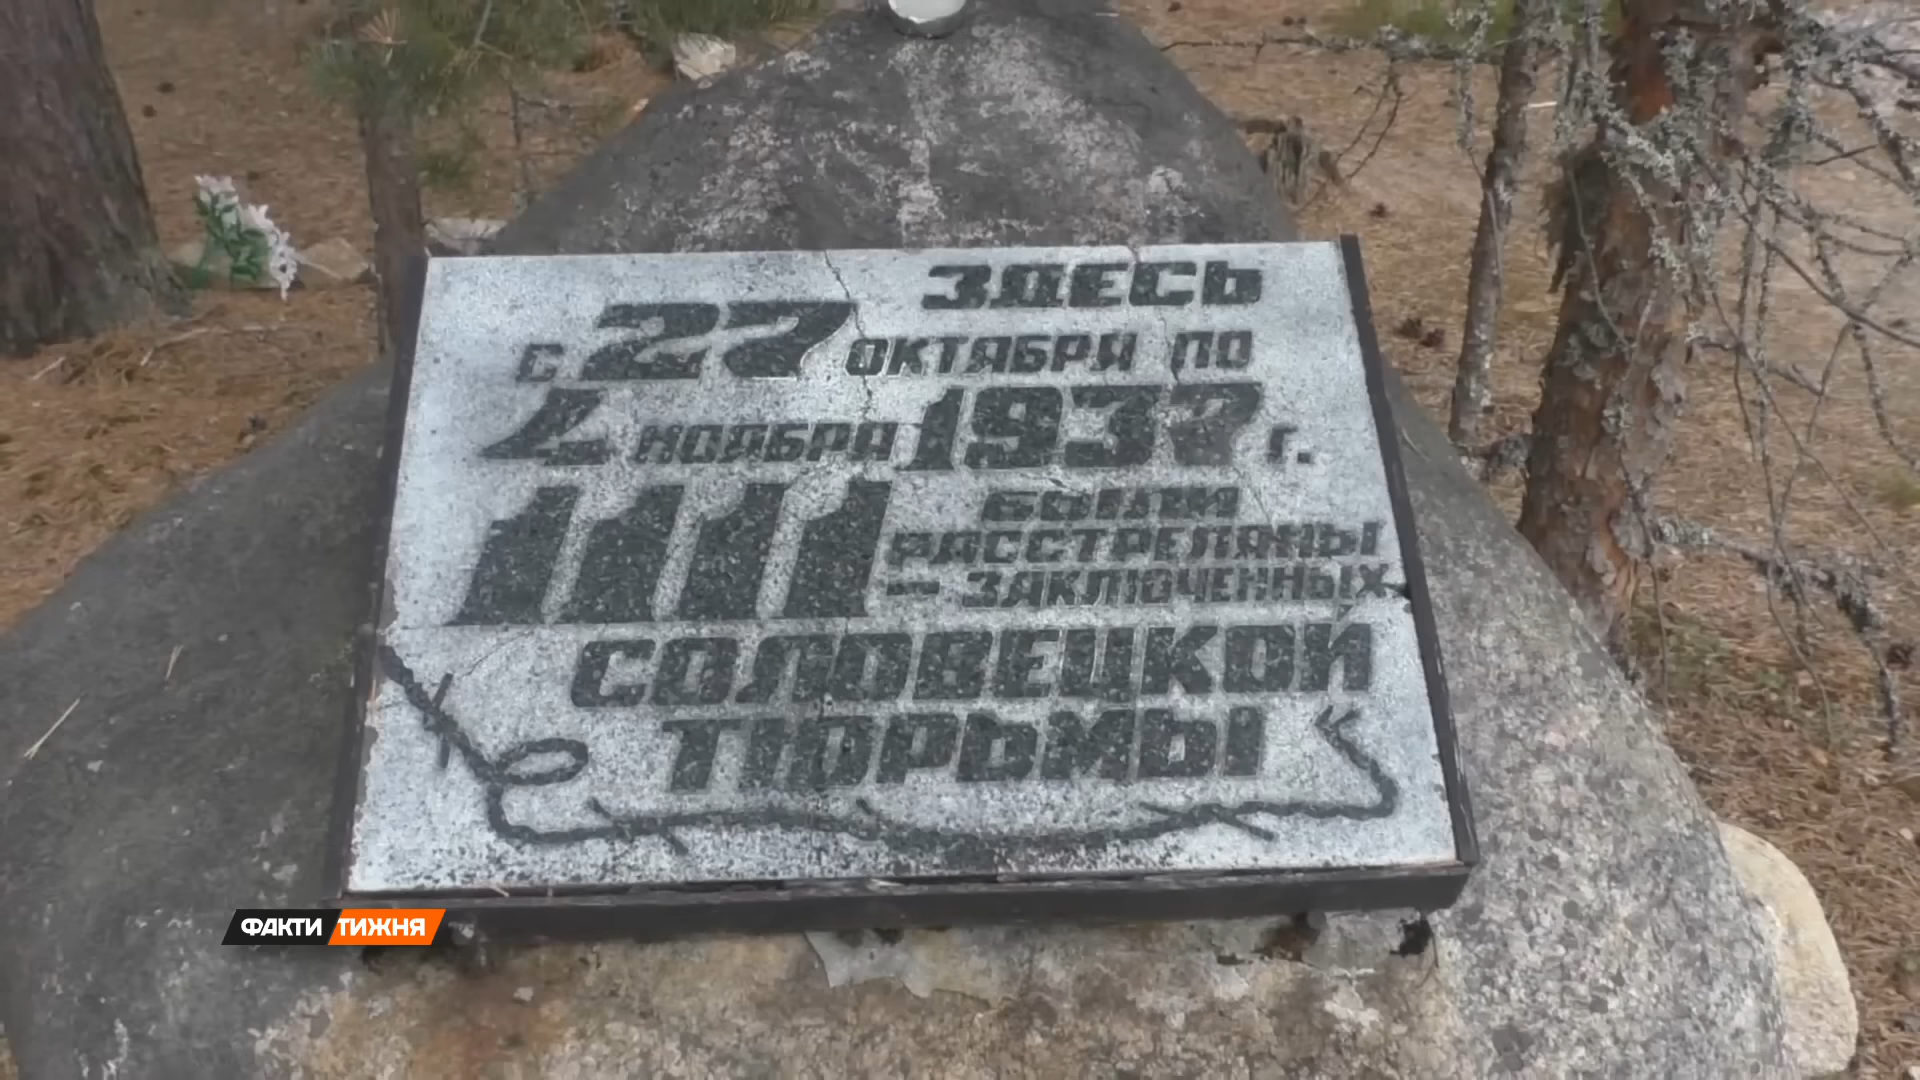 ЗДЕСЬ
С 27 ОКТЯБРЯ ПО
4 НОЯБРЯ 1937 Г.
1111 БЫЛИ
РАССТРЕЛЯНЫ
– ЗАКЛЮЧЕННЫХ
СОЛОВЕЦКОЙ
ТЮРЬМЫ
ФАКТИ ТИЖНЯ